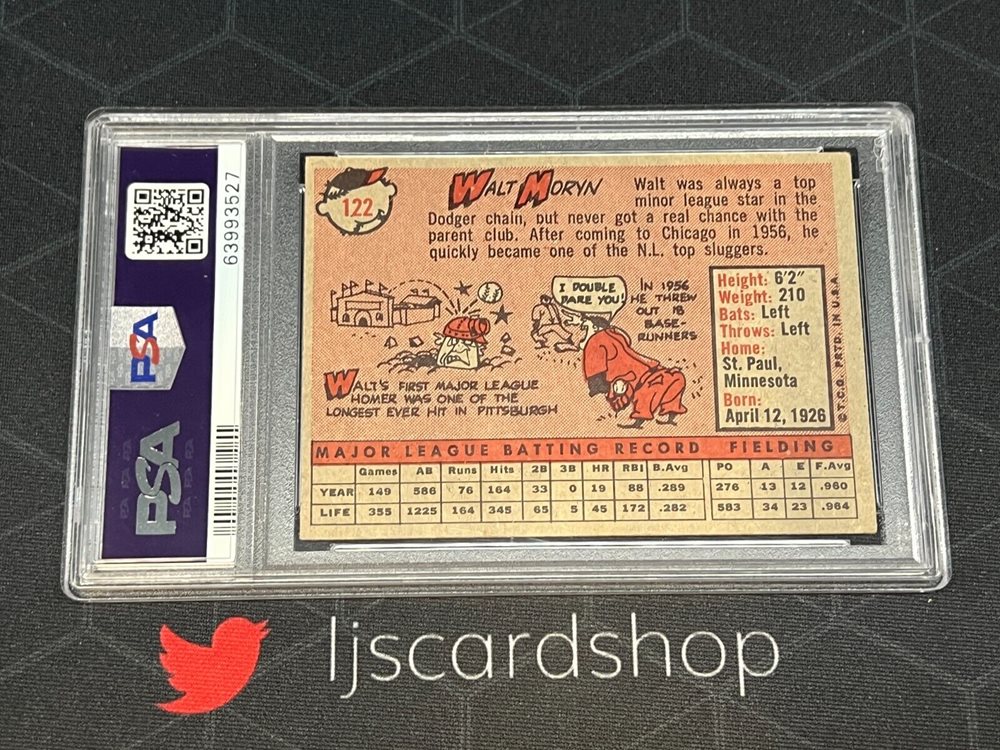 63993527
PSA
PSA
122
WALT MORYN
Walt was always a top
minor league star in the
Dodger chain, but never got a real chance with the
parent club. After coming to Chicago in 1956, he
quickly became one of the N.L. top sluggers.
WALT'S FIRST MAJOR LEAGUE
HOMER WAS ONE OF THE
LONGEST EVER HIT IN PITTSBURGH
I DOUBLE
DARE YOU!
IN 1956
HE THREW
OUT 18
BASE-
RUNNERS
Height: 6'2"
Weight: 210
Bats: Left
Throws: Left
Home:
St. Paul,
Minnesota
Born:
April 12, 1926
© T.C.G. PRTD. IN U.S.A.
MAJOR LEAGUE BATTING RECORD FIELDING
Games AB Runs Hits 2B 3B HR RBI B.Avg PO A E F.Avg
YEAR 149 586 76 164 33 0 19 88 .289 276 13 12 .960
LIFE 355 1225 164 345 65 5 45 172 .282 583 34 23 .964
ljscardshop